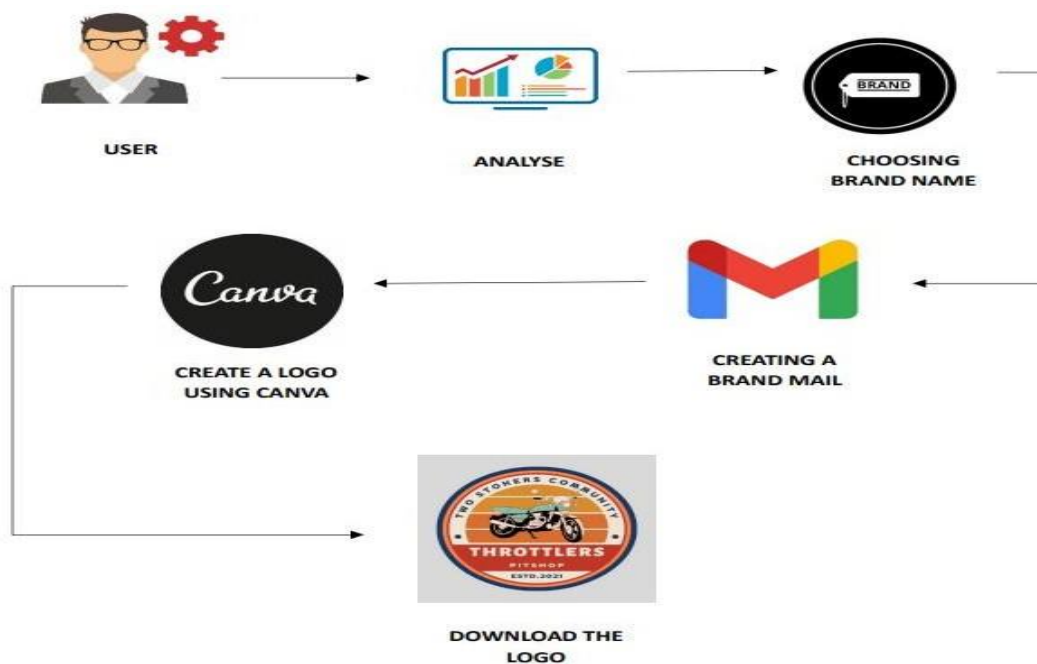 USER
ANALYSE
BRAND
CHOOSING
BRAND NAME
Canva
CREATE A LOGO
USING CANVA
CREATING A
BRAND MAIL
TWO STOKERS COMMUNITY
THROTTLERS
PITSHOP
ESTD.2021
DOWNLOAD THE
LOGO